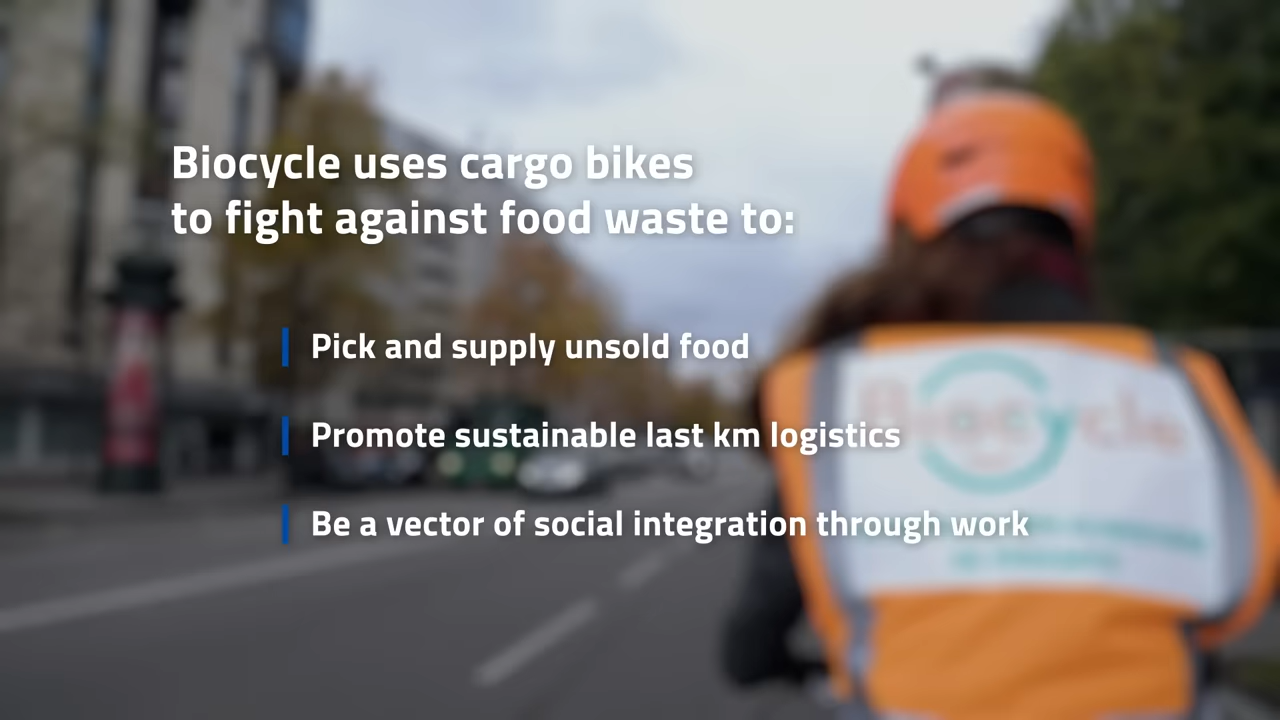 Biocycle uses cargo bikes
to fight against food waste to:
Pick and supply unsold food
Promote sustainable last km logistics
Be a vector of social integration through work
Biocycle